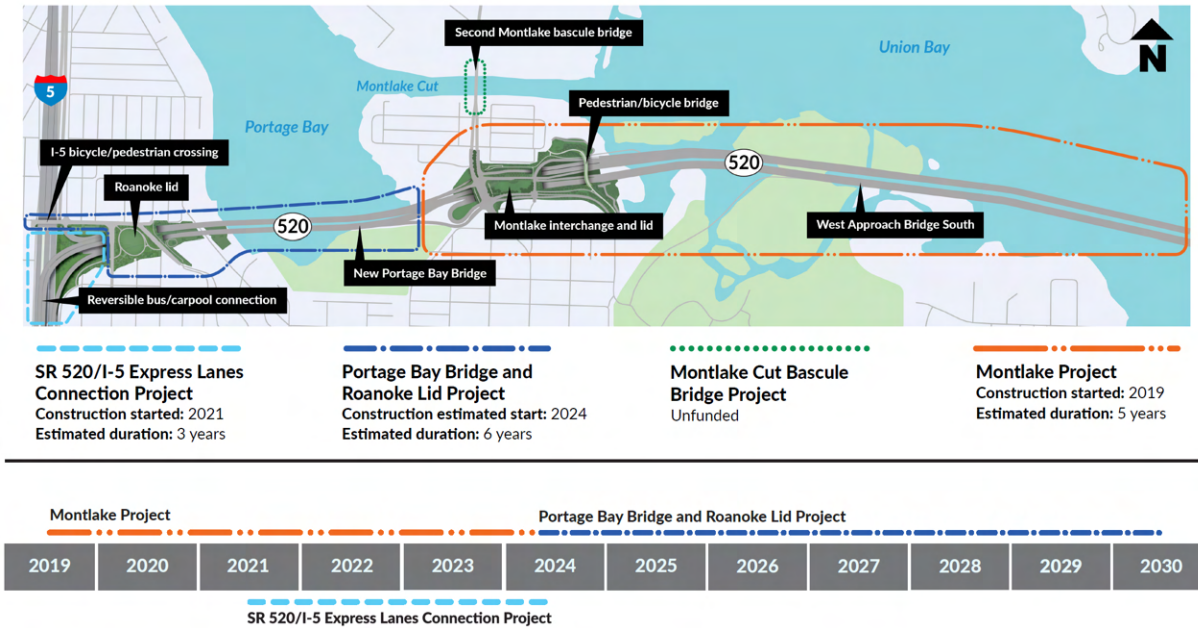 Second Montlake bascule bridge
Union Bay
N
5
Montlake Cut
Pedestrian/bicycle bridge
Portage Bay
I-5 bicycle/pedestrian crossing
520
Roanoke lid
520
Montlake interchange and lid
West Approach Bridge South
New Portage Bay Bridge
Reversible bus/carpool connection
SR 520/I-5 Express Lanes
Connection Project
Construction started: 2021
Estimated duration: 3 years
Portage Bay Bridge and
Roanoke Lid Project
Construction estimated start: 2024
Estimated duration: 6 years
Montlake Cut Bascule
Bridge Project
Unfunded
Montlake Project
Construction started: 2019
Estimated duration: 5 years
Montlake Project
Portage Bay Bridge and Roanoke Lid Project
2019 2020 2021 2022 2023 2024 2025 2026 2027 2028 2029 2030
SR 520/I-5 Express Lanes Connection Project